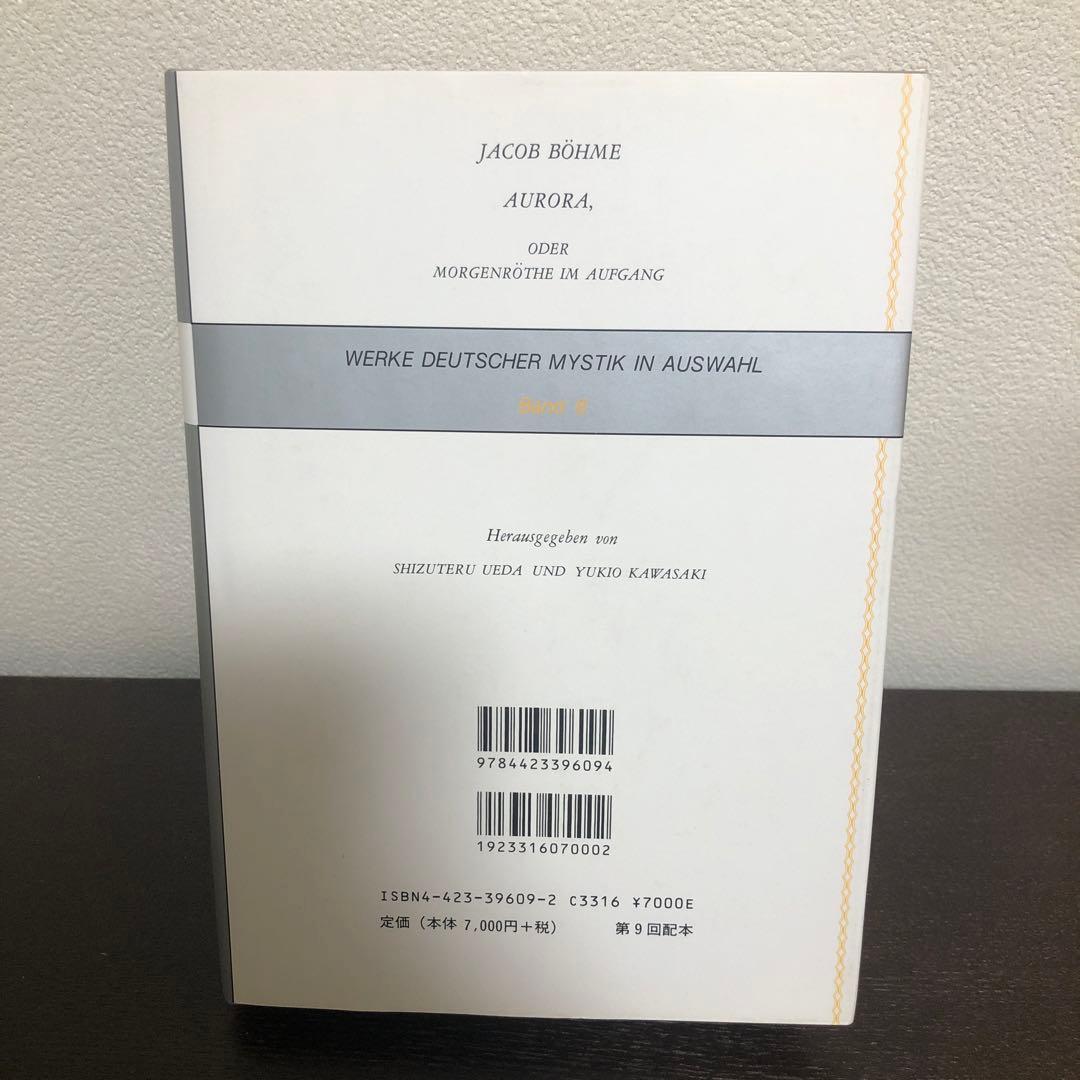 JACOB BÖHME
AURORA,
ODER
MORGENRÖTHE IM AUFGANG
WERKE DEUTSCHER MYSTIK IN AUSWAHL
Band
Herausgegeben von
SHIZUTERU UEDA UND YUKIO KAWASAKI
9784423396094
1923316070002
ISBN4-423-39609-2 C3316 ¥7000E
定価（本体 7,000円＋税） 第9回配本